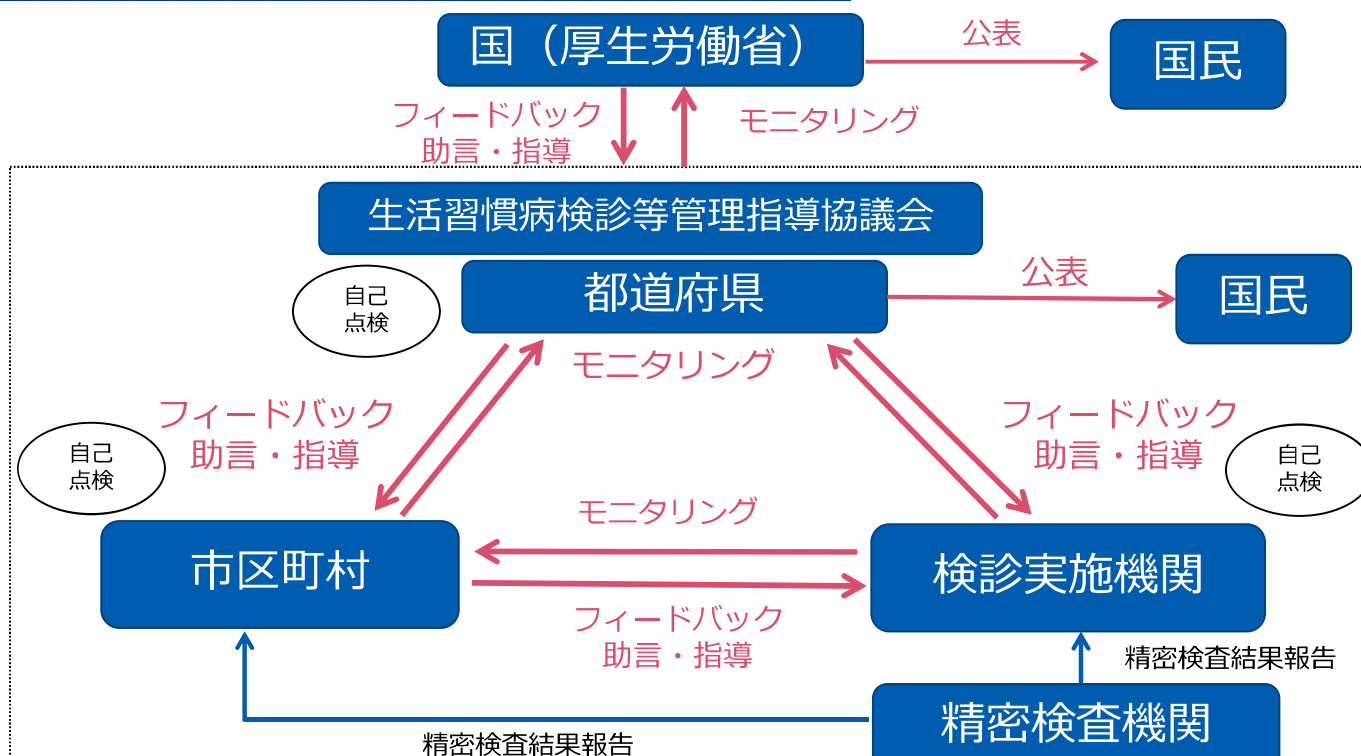 国（厚生労働省）
公表
国民
フィードバック
助言・指導
モニタリング
生活習慣病検診等管理指導協議会
都道府県
公表
国民
自己
点検
モニタリング
フィードバック
助言・指導
フィードバック
助言・指導
自己
点検
自己
点検
モニタリング
市区町村
検診実施機関
フィードバック
助言・指導
精密検査結果報告
精密検査機関
精密検査結果報告